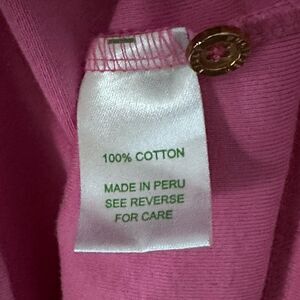 100% COTTON
MADE IN PERU
SEE REVERSE
FOR CARE